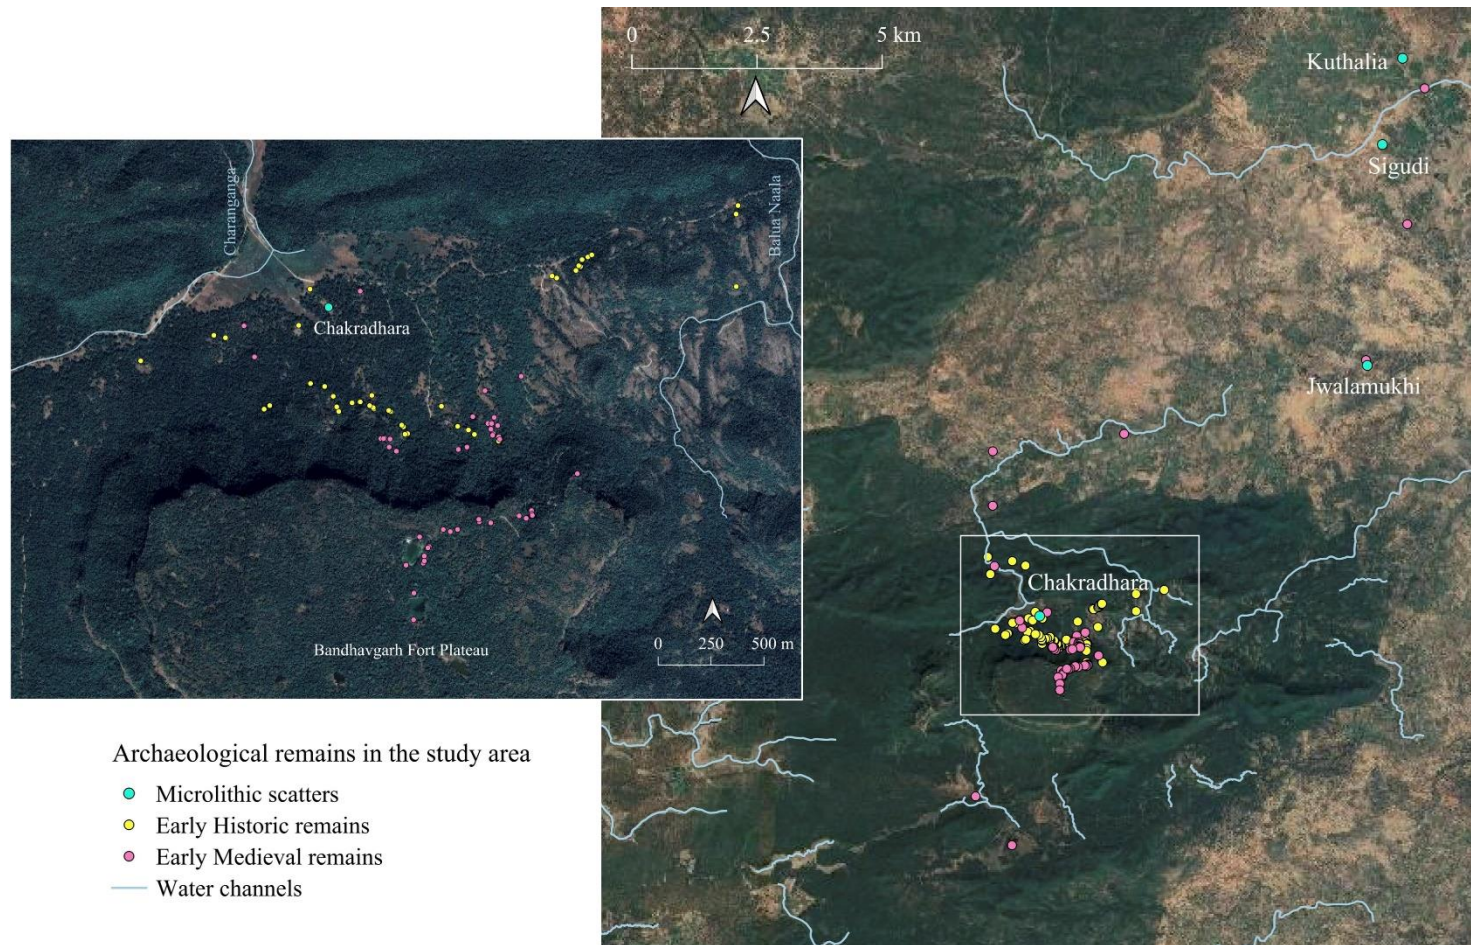 0 2.5 5 km
Kuthalia
Sigudi
Jwalamukhi
Chakradhara
Charanganga
Balua Naala
Chakradhara
Bandhavgarh Fort Plateau
0 250 500 m
Archaeological remains in the study area
Microlithic scatters
Early Historic remains
Early Medieval remains
Water channels